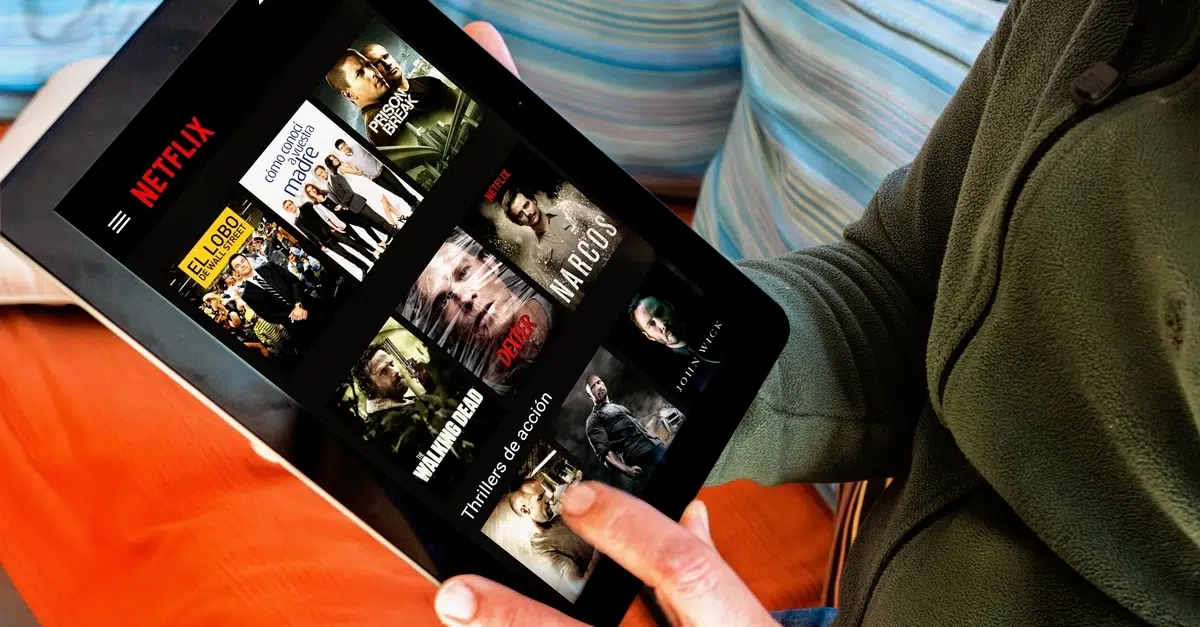 NETFLIX
EL LOBO
DE WALL STREET
cómo conocí
a vuestra
madre
PRISON
BREAK
THE
WALKING DEAD
DEXTER
NETFLIX
NARCOS
Thrillers de acción
JOHN WICK